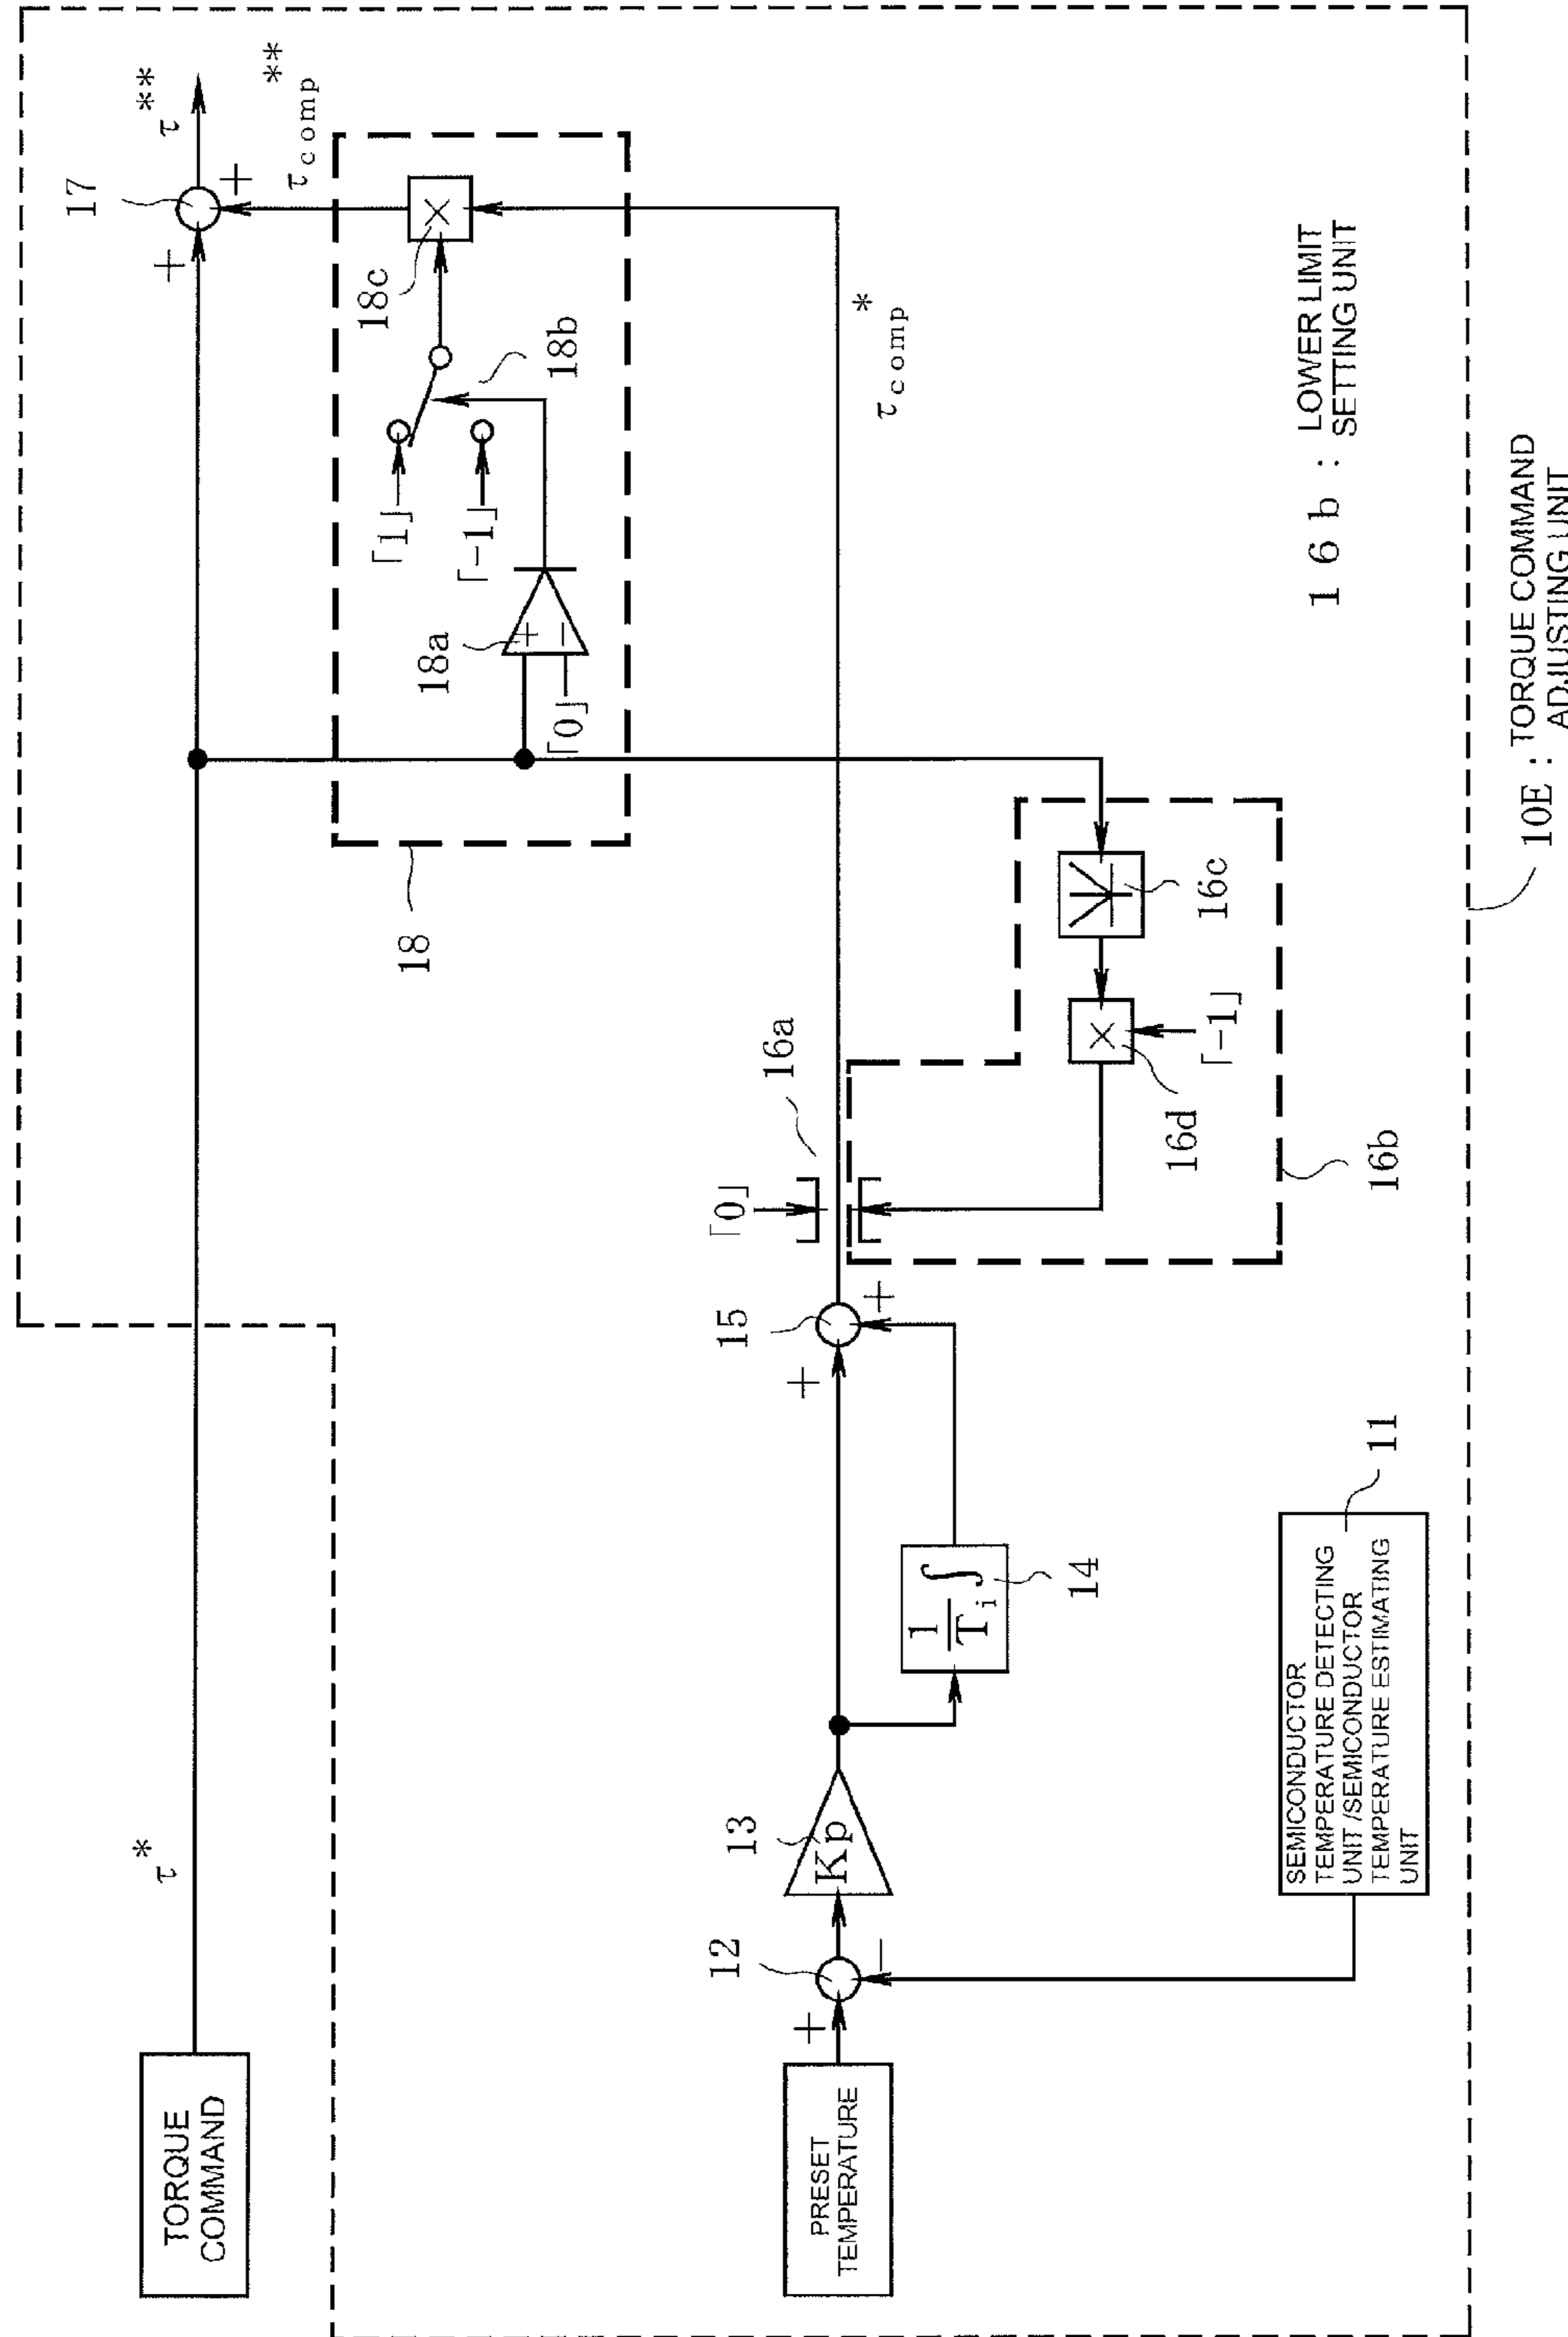 TORQUE
COMMAND
τ*
17
+
+
τ**
τcomp**
18
18a
+
−
「0」
「1」
「-1」
18b
18c
×
τcomp*
PRESET
TEMPERATURE
+
−
12
13
Kp
1
Ti
∫
14
+
+
15
「0」
16a
16b
16c
×
16d
「-1」
SEMICONDUCTOR
TEMPERATURE DETECTING
UNIT/SEMICONDUCTOR
TEMPERATURE ESTIMATING
UNIT
11
16b : LOWER LIMIT
SETTING UNIT
10E : TORQUE COMMAND
ADJUSTING UNIT